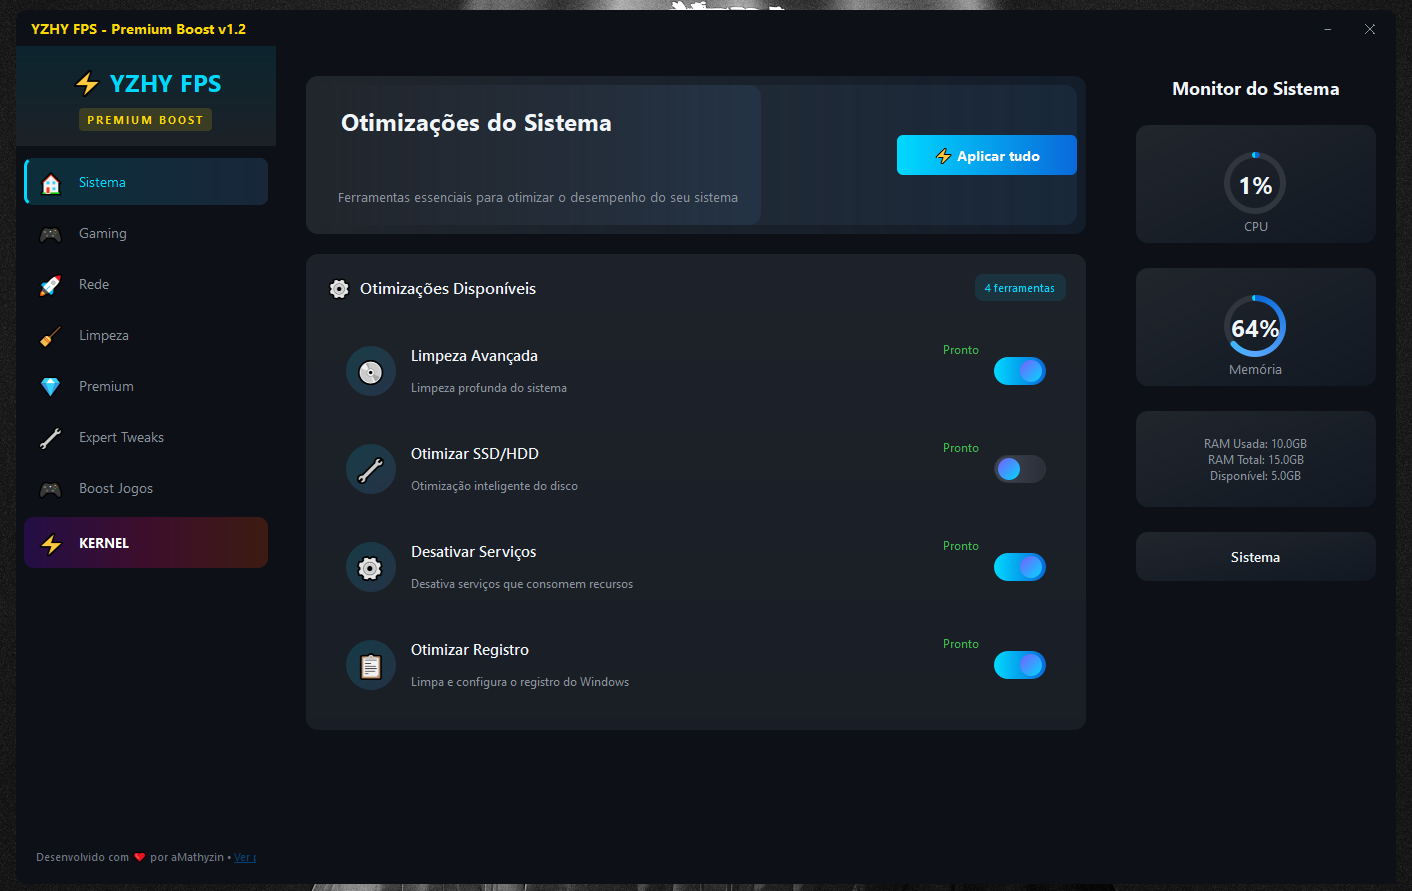 YZHY FPS - Premium Boost v1.2
YZHY FPS
PREMIUM BOOST
Sistema
Gaming
Rede
Limpeza
Premium
Expert Tweaks
Boost Jogos
KERNEL
Desenvolvido com ❤ por aMathyzin • Ver
Otimizações do Sistema
Ferramentas essenciais para otimizar o desempenho do seu sistema
Aplicar tudo
Otimizações Disponíveis
4 ferramentas
Limpeza Avançada
Limpeza profunda do sistema
Pronto
Otimizar SSD/HDD
Otimização inteligente do disco
Pronto
Desativar Serviços
Desativa serviços que consomem recursos
Pronto
Otimizar Registro
Limpa e configura o registro do Windows
Pronto
Monitor do Sistema
1%
CPU
64%
Memória
RAM Usada: 10.0GB
RAM Total: 15.0GB
Disponível: 5.0GB
Sistema